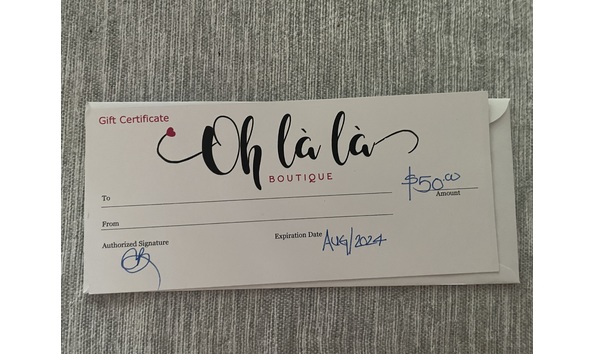 Gift Certificate
Oh là là
BOUTIQUE
To
$50.00
Amount
From
Authorized Signature
Expiration Date Aug/2024